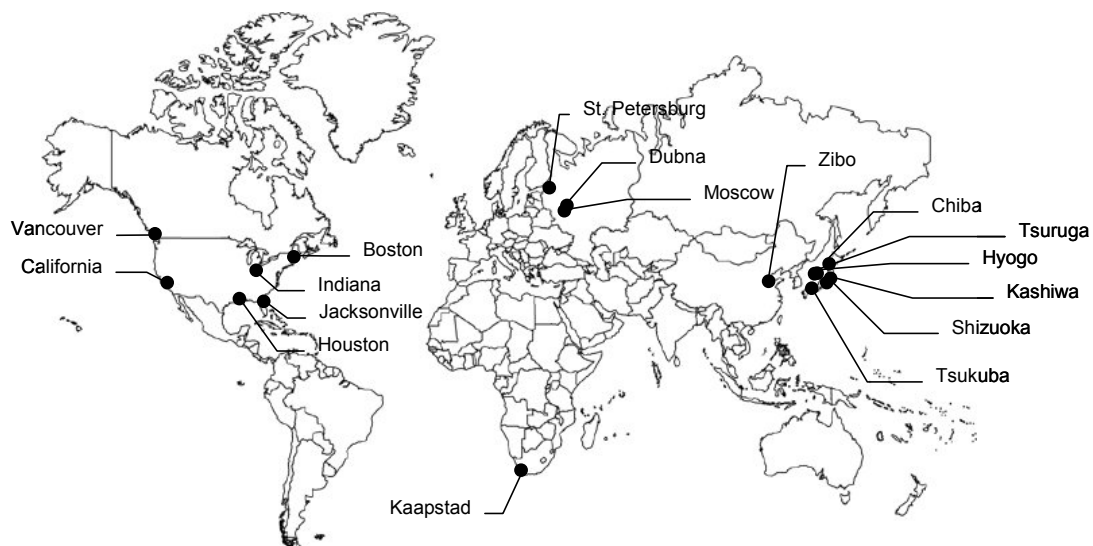 St. Petersburg
Dubna
Zibo
Moscow
Chiba
Vancouver
Tsuruga
Boston
Hyogo
California
Indiana
Kashiwa
Jacksonville
Shizuoka
Houston
Tsukuba
Kaapstad